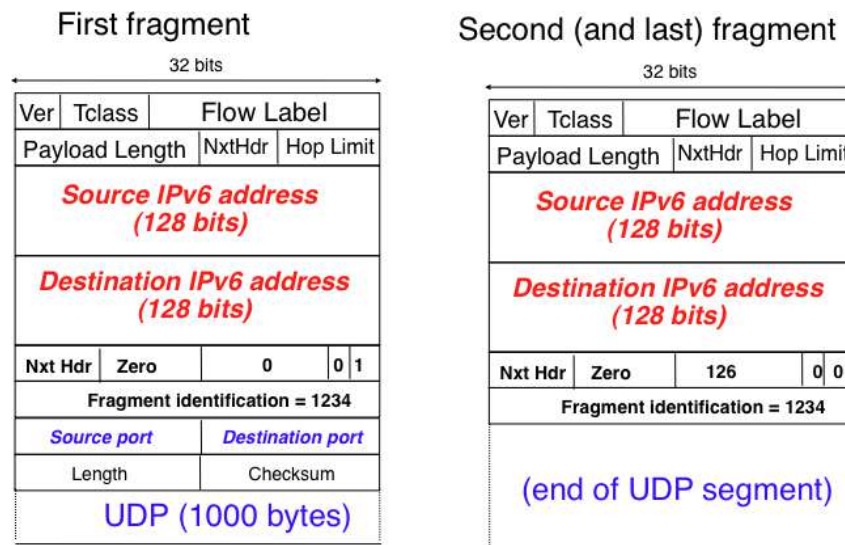 First fragment
32 bits
Ver Tclass Flow Label
Payload Length NxtHdr Hop Limit
Source IPv6 address
(128 bits)
Destination IPv6 address
(128 bits)
Nxt Hdr Zero 0 0 1
Fragment identification = 1234
Source port Destination port
Length Checksum
UDP (1000 bytes)
Second (and last) fragment
32 bits
Ver Tclass Flow Label
Payload Length NxtHdr Hop Limit
Source IPv6 address
(128 bits)
Destination IPv6 address
(128 bits)
Nxt Hdr Zero 126 0 0
Fragment identification = 1234
(end of UDP segment)